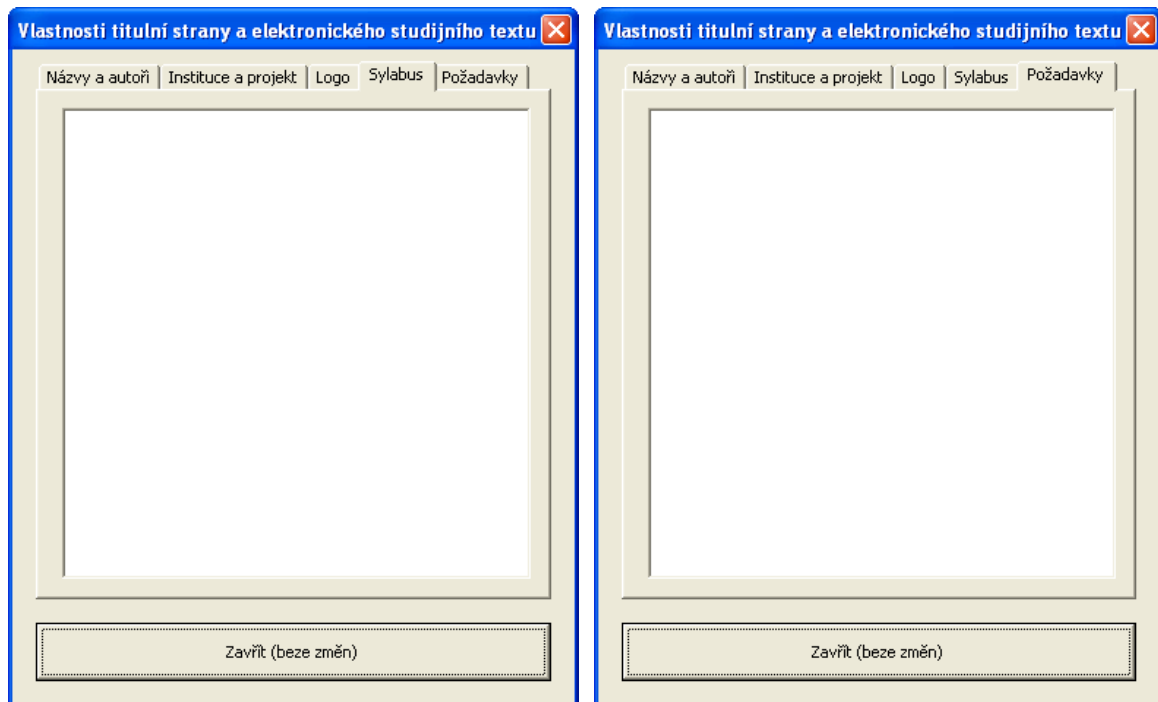 Vlastnosti titulní strany a elektronického studijního textu
Názvy a autoři Instituce a projekt Logo Sylabus Požadavky
Zavřít (beze změn)
Vlastnosti titulní strany a elektronického studijního textu
Názvy a autoři Instituce a projekt Logo Sylabus Požadavky
Zavřít (beze změn)